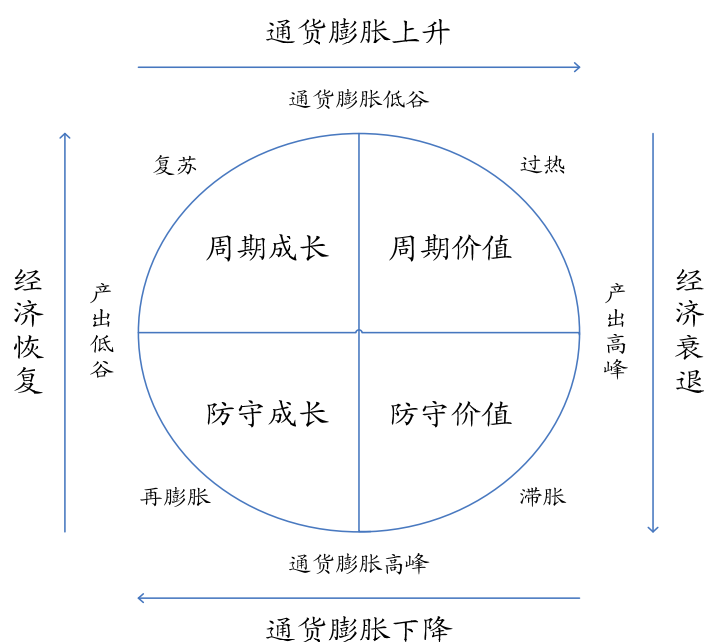 通货膨胀上升
通货膨胀低谷
复苏
过热
周期成长
周期价值
经济恢复
产出低谷
产出高峰
经济衰退
防守成长
防守价值
再膨胀
滞胀
通货膨胀高峰
通货膨胀下降